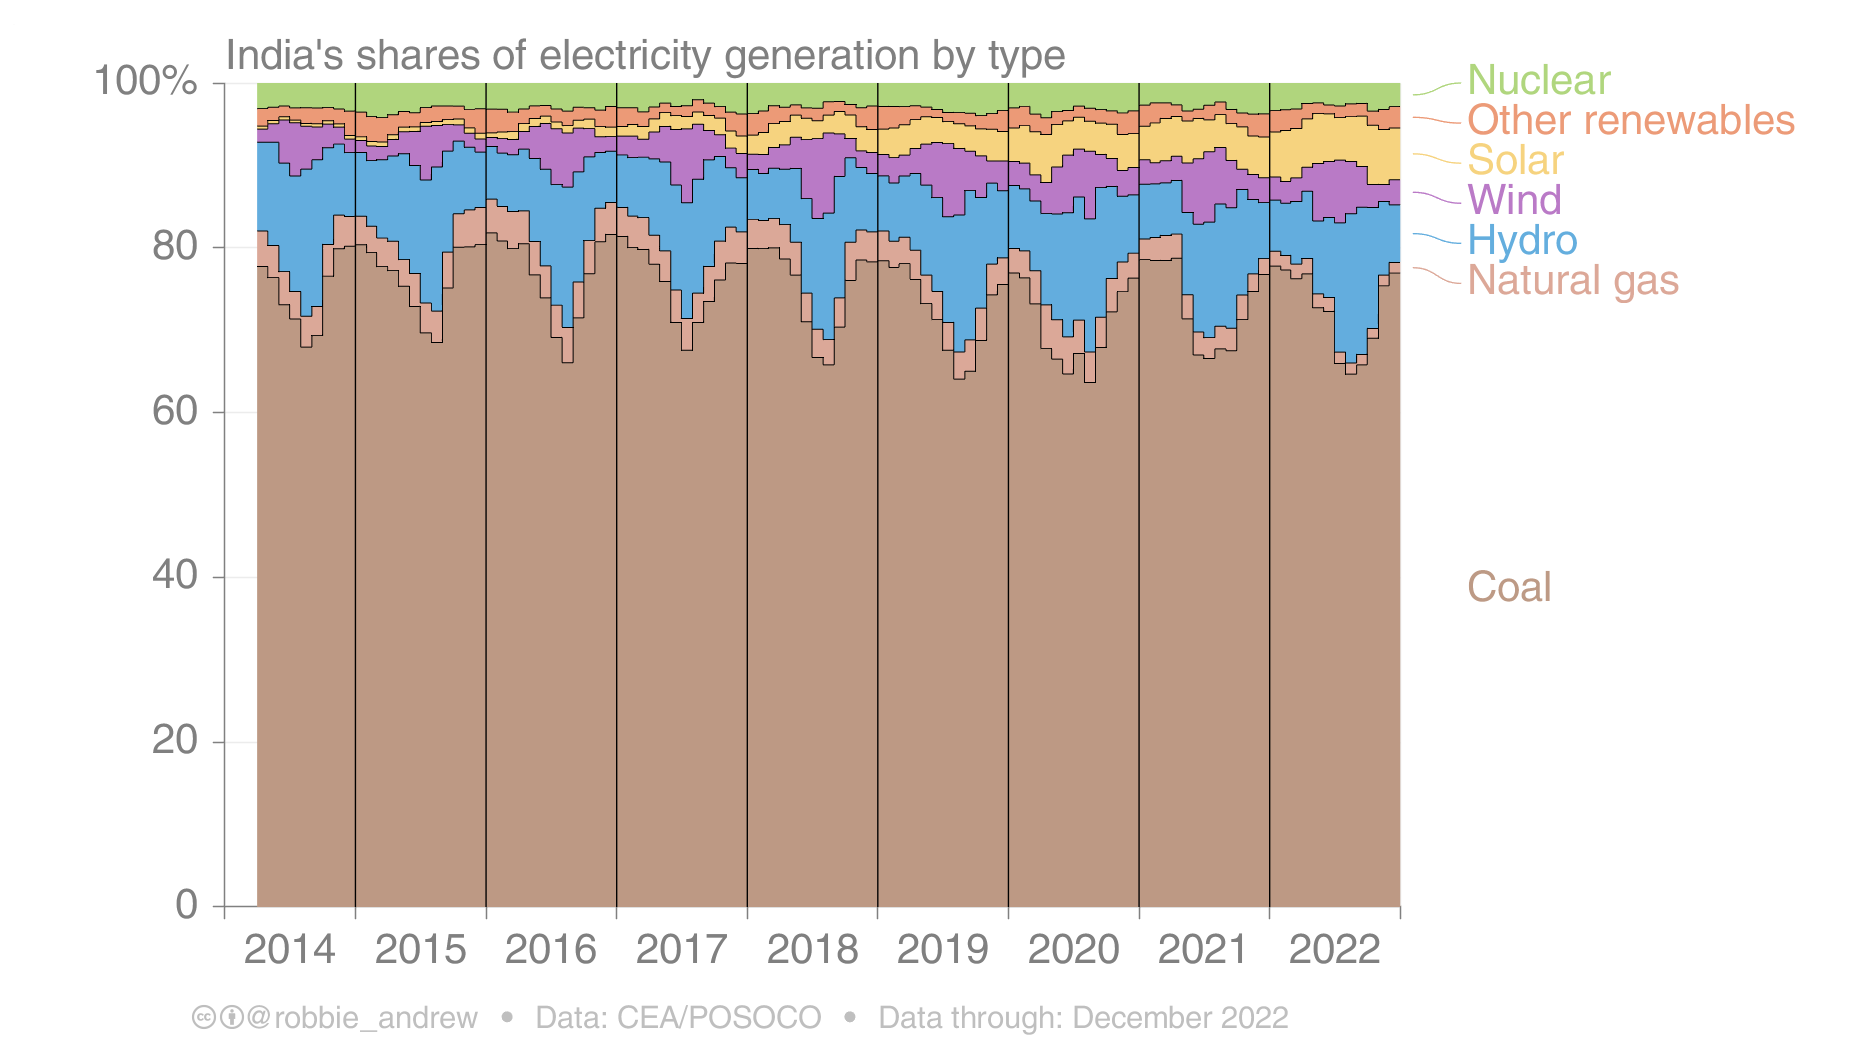 India's shares of electricity generation by type
100%
80
60
40
20
0
Nuclear
Other renewables
Solar
Wind
Hydro
Natural gas
Coal
2014 2015 2016 2017 2018 2019 2020 2021 2022
@robbie_andrew • Data: CEA/POSOCO • Data through: December 2022